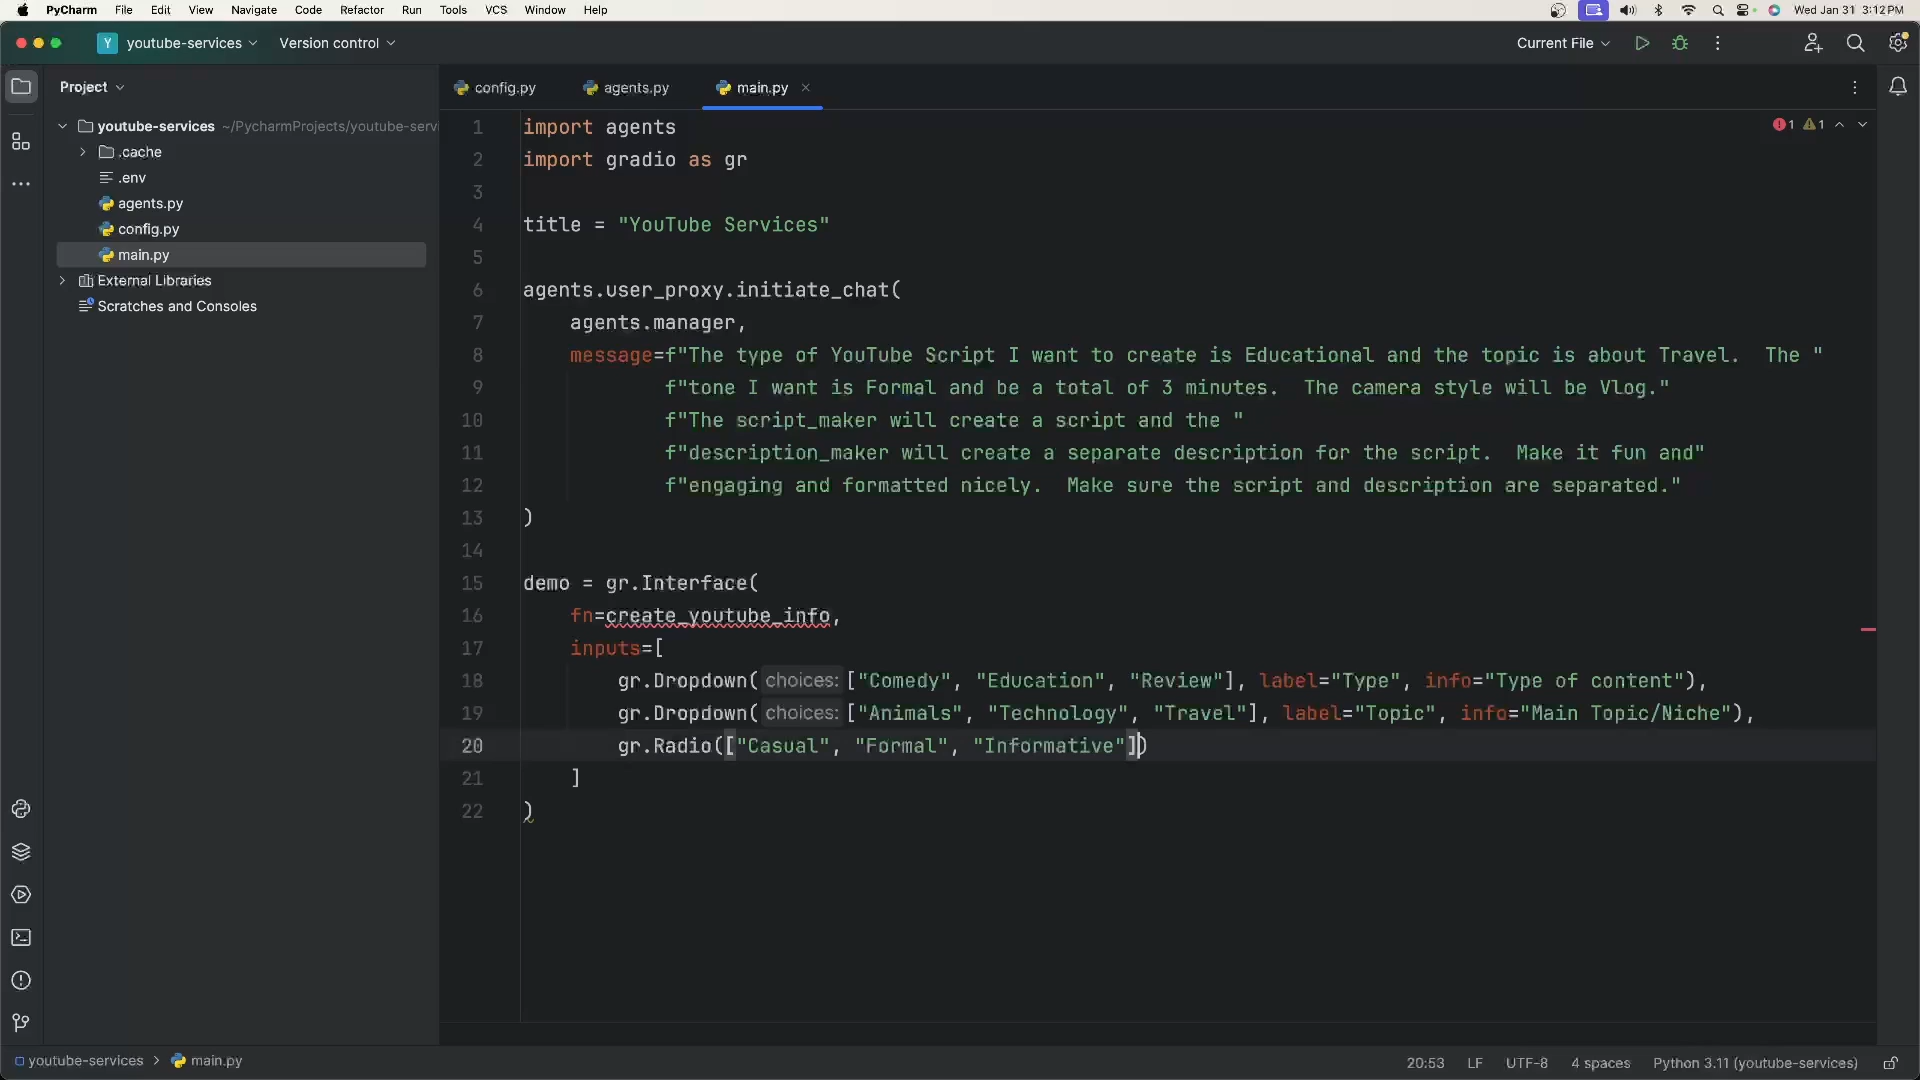 PyCharm File Edit View Navigate Code Refactor Run Tools VCS Window Help Wed Jan 31 3:12 PM
Y youtube-services Version control Current File
Project config.py agents.py main.py
youtube-services ~/PycharmProjects/youtube-serv
.cache
.env
agents.py
config.py
main.py
External Libraries
Scratches and Consoles
1 1
1 import agents
2 import gradio as gr
3
4 title = "YouTube Services"
5
6 agents.user_proxy.initiate_chat(
7 agents.manager,
8 message=f"The type of YouTube Script I want to create is Educational and the topic is about Travel.  The "
9 f"tone I want is Formal and be a total of 3 minutes.  The camera style will be Vlog."
10 f"The script_maker will create a script and the "
11 f"description_maker will create a separate description for the script.  Make it fun and"
12 f"engaging and formatted nicely.  Make sure the script and description are separated."
13 )
14
15 demo = gr.Interface(
16 fn=create_youtube_info,
17 inputs=[
18 gr.Dropdown( choices: ["Comedy", "Education", "Review"], label="Type", info="Type of content"),
19 gr.Dropdown( choices: ["Animals", "Technology", "Travel"], label="Topic", info="Main Topic/Niche"),
20 gr.Radio(["Casual", "Formal", "Informative"])
21 ]
22 )
youtube-services > main.py 20:53 LF UTF-8 4 spaces Python 3.11 (youtube-services)